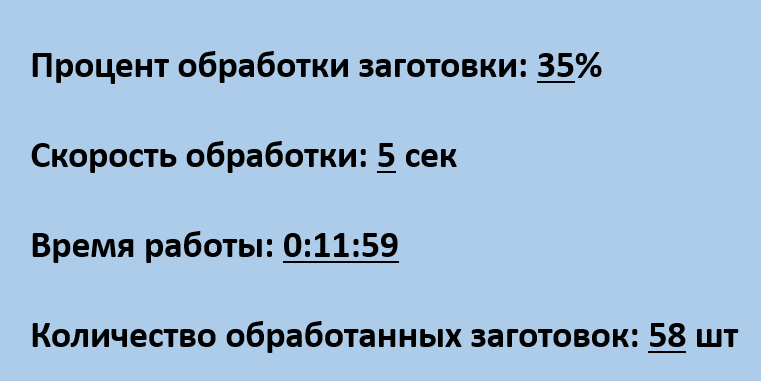 Процент обработки заготовки: 35%
Скорость обработки: 5 сек
Время работы: 0:11:59
Количество обработанных заготовок: 58 шт